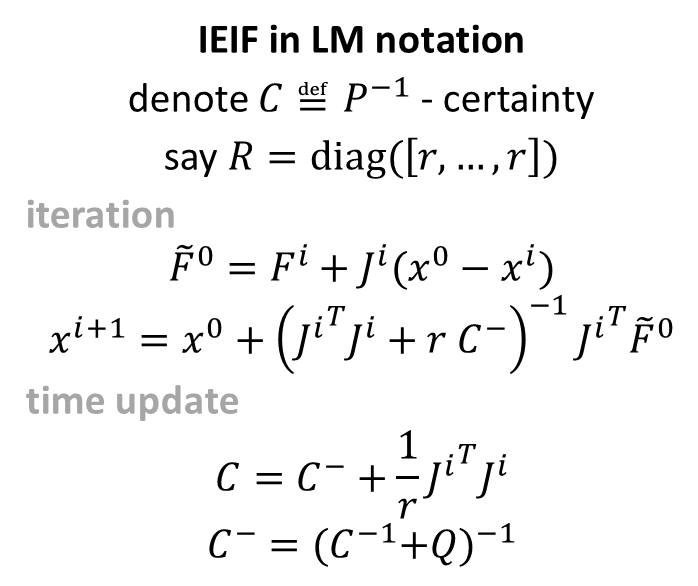 IEIF in LM notation
denote C ≝ P⁻¹ - certainty
say R = diag([r, … , r])
iteration
F̃⁰ = Fⁱ + Jⁱ(x⁰ − xⁱ)
xⁱ⁺¹ = x⁰ + (Jⁱᵀ Jⁱ + r C⁻)⁻¹ Jⁱᵀ F̃⁰
time update
C = C⁻ + 1/r Jⁱᵀ Jⁱ
C⁻ = (C⁻¹+Q)⁻¹